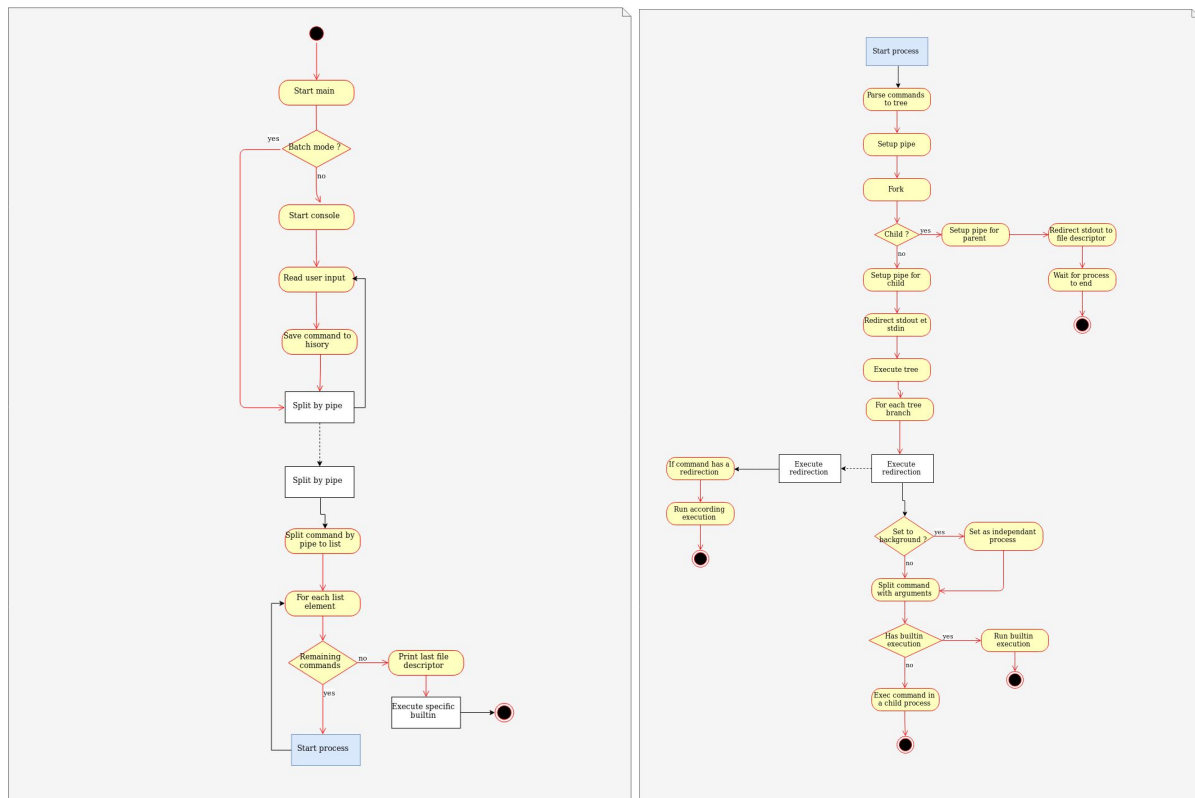 Start main
yes
Batch mode ?
no
Start console
Read user input
Save command to
hisory
Split by pipe
Split by pipe
Split command by
pipe to list
For each list
element
Remaining
commands
no
Print last file
descriptor
yes
Execute specific
builtin
Start process
Start process
Parse commands
to tree
Setup pipe
Fork
Child ?
yes
Setup pipe for
parent
Redirect stdout to
file descriptor
no
Setup pipe for
child
Wait for process
to end
Redirect stdout et
stdin
Execute tree
For each tree
branch
If command has a
redirection
Execute
redirection
Execute
redirection
Run according
execution
Set to
background ?
yes
Set as independant
process
no
Split command
with arguments
Has builtin
execution
yes
Run builtin
execution
no
Exec command in
a child process